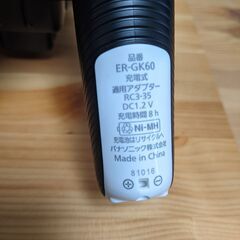 品番
ER-GK60
充電式
適用アダプター
RC3-35
DC1.2 V
充電時間8h
Ni-MH
充電池はリサイクルへ
パナソニック株式会社
Made in China
81016